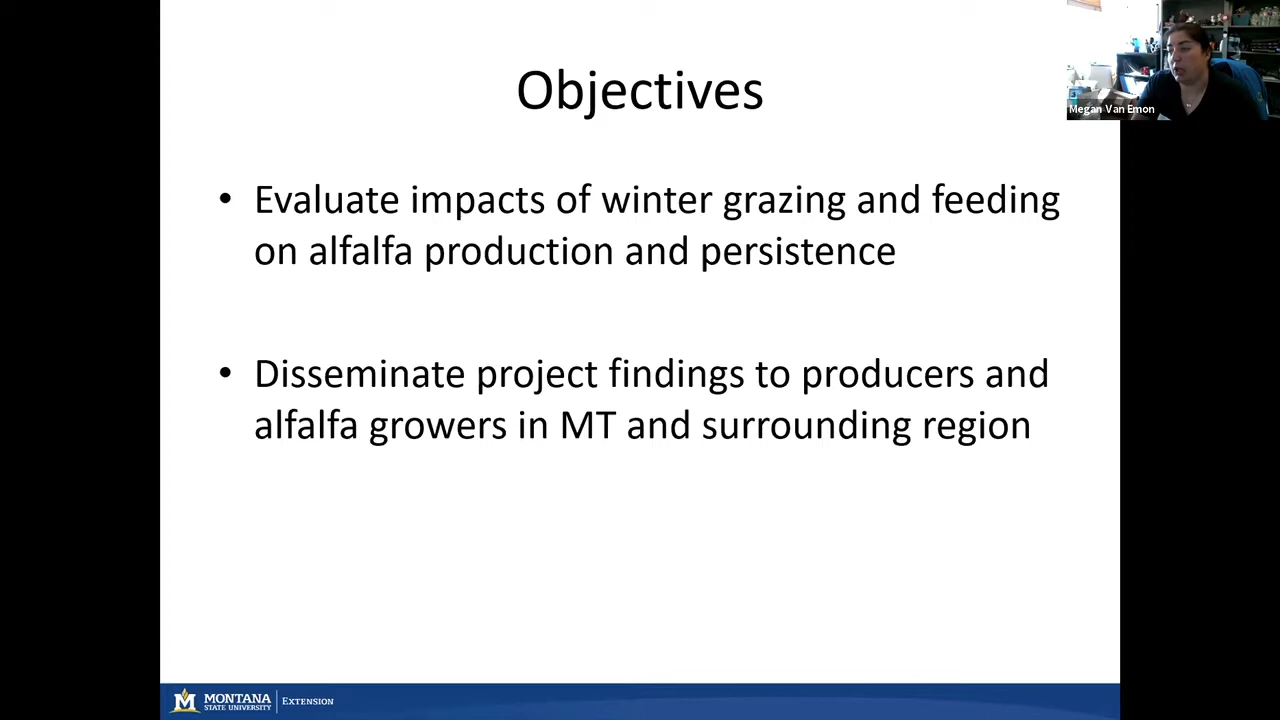 Objectives
Megan Van Emon
• Evaluate impacts of winter grazing and feeding
on alfalfa production and persistence
• Disseminate project findings to producers and
alfalfa growers in MT and surrounding region
M MONTANA
STATE UNIVERSITY
EXTENSION